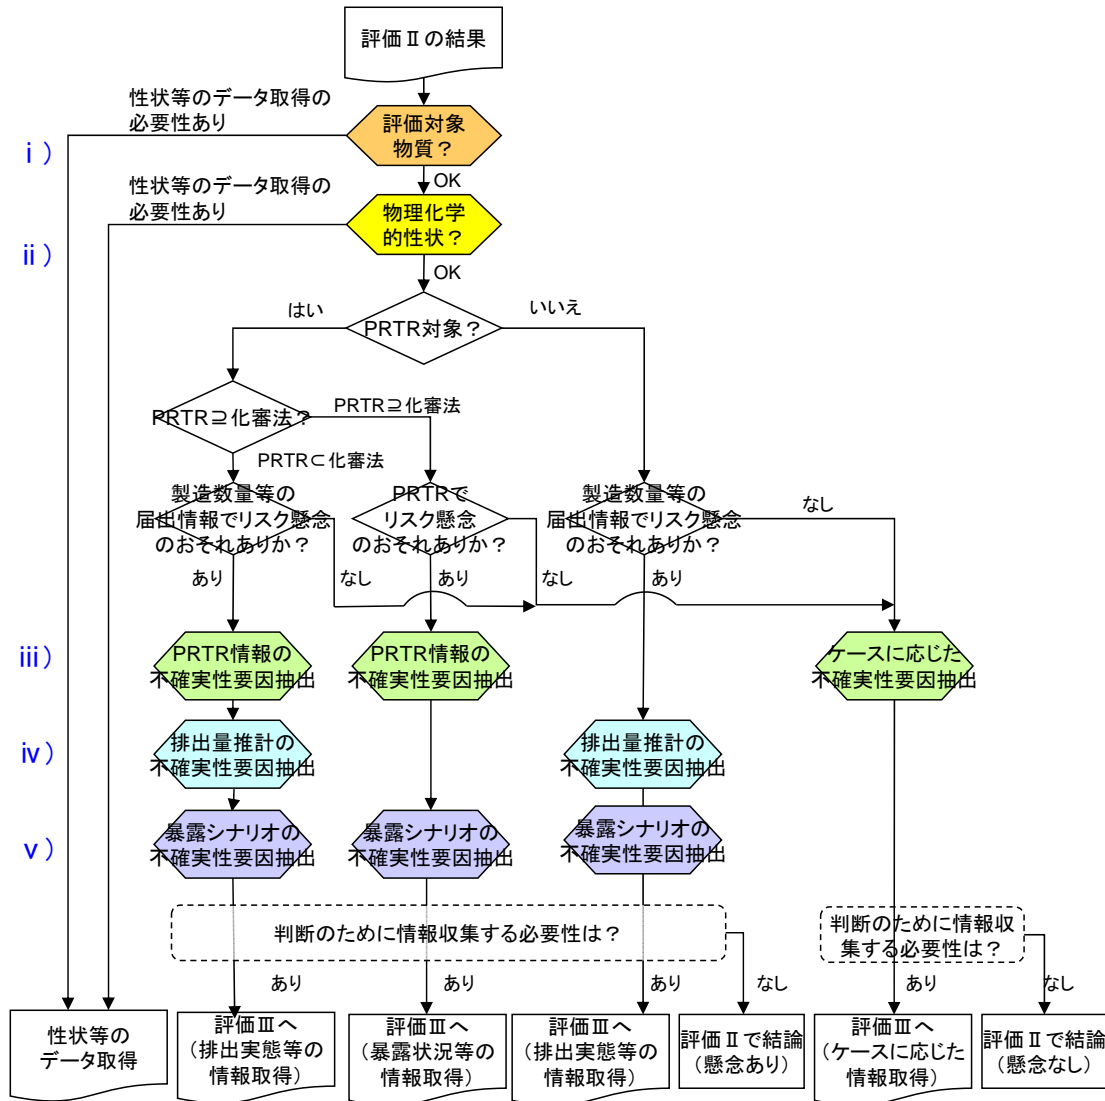 評価Ⅱの結果
性状等のデータ取得の
必要性あり
評価対象
物質？
ⅰ）
OK
性状等のデータ取得の
必要性あり
物理化学
的性状？
ⅱ）
OK
はい
いいえ
PRTR対象？
PRTR⊇化審法？
PRTR⊇化審法
PRTR⊂化審法
製造数量等の
届出情報でリスク懸念
のおそれありか？
PRTRで
リスク懸念
のおそれありか？
製造数量等の
届出情報でリスク懸念
のおそれありか？
なし
あり
なし
あり
なし
あり
ⅲ）
PRTR情報の
不確実性要因抽出
PRTR情報の
不確実性要因抽出
ケースに応じた
不確実性要因抽出
ⅳ）
排出量推計の
不確実性要因抽出
排出量推計の
不確実性要因抽出
ⅴ）
暴露シナリオの
不確実性要因抽出
暴露シナリオの
不確実性要因抽出
暴露シナリオの
不確実性要因抽出
判断のために情報収集する必要性は？
判断のために情報収
集する必要性は？
あり
あり
あり
なし
あり
なし
性状等の
データ取得
評価Ⅲへ
（排出実態等の
情報取得）
評価Ⅲへ
（暴露状況等の
情報取得）
評価Ⅲへ
（排出実態等の
情報取得）
評価Ⅱで結論
（懸念あり）
評価Ⅲへ
（ケースに応じた
情報取得）
評価Ⅱで結論
（懸念なし）